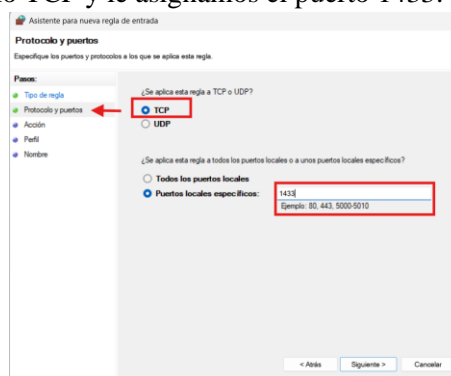 o TCP y le asignamos el puerto 1433.
Asistente para nueva regla de entrada
Protocolo y puertos
Especifique los puertos y protocolos a los que se aplica esta regla.
Pasos:
Tipo de regla
Protocolo y puertos
Acción
Perfil
Nombre
¿Se aplica esta regla a TCP o UDP?
TCP
UDP
¿Se aplica esta regla a todos los puertos locales o a unos puertos locales específicos?
Todos los puertos locales
Puertos locales específicos:
1433
Ejemplo: 80, 443, 5000-5010
< Atrás
Siguiente >
Cancelar